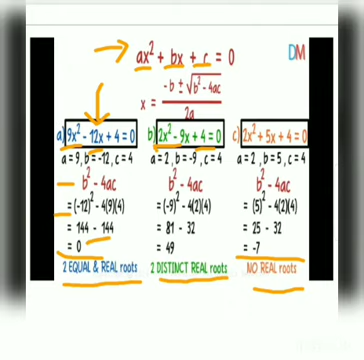 ax² + bx + c = 0
DM
x = (-b ± √(b² - 4ac)) / 2a
a) 9x² - 12x + 4 = 0
a = 9, b = -12, c = 4
b² - 4ac
= (-12)² - 4(9)(4)
= 144 - 144
= 0
2 EQUAL & REAL roots
b) 2x² - 9x + 4 = 0
a = 2, b = -9, c = 4
b² - 4ac
= (-9)² - 4(2)(4)
= 81 - 32
= 49
2 DISTINCT REAL roots
c) 2x² + 5x + 4 = 0
a = 2, b = 5, c = 4
b² - 4ac
= (5)² - 4(2)(4)
= 25 - 32
= -7
NO REAL roots